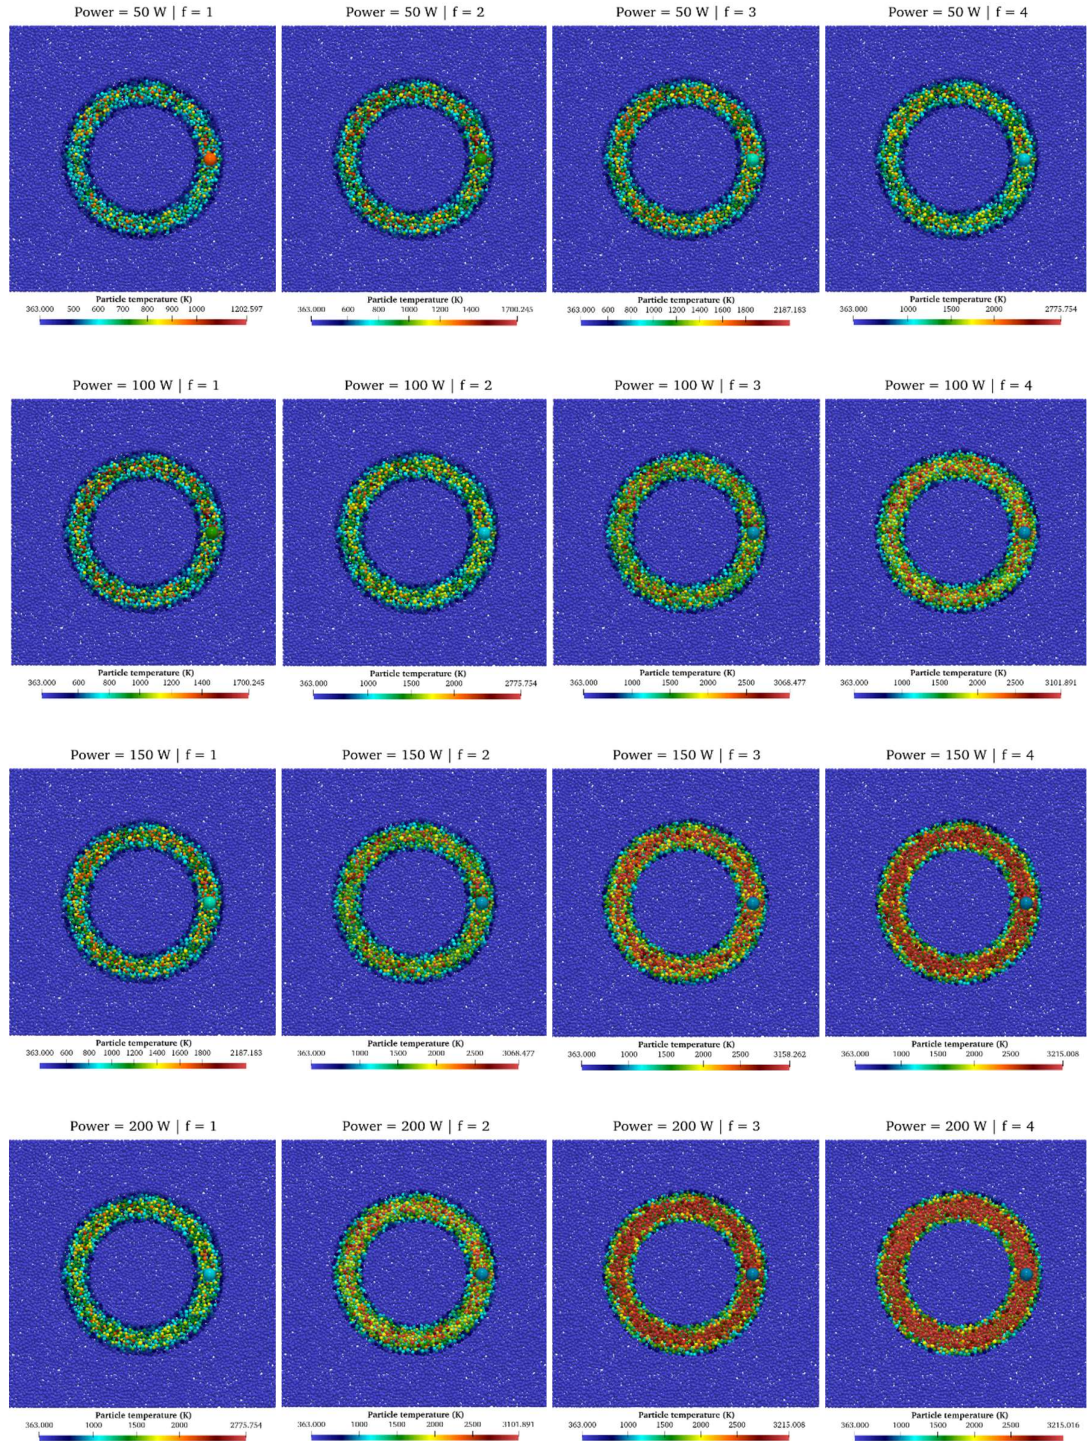 Power = 50 W | f = 1
Power = 50 W | f = 2
Power = 50 W | f = 3
Power = 50 W | f = 4
Particle temperature (K)
363.000 500 600 700 800 900 1000 1202.597
Particle temperature (K)
363.000 600 800 1000 1200 1400 1700.245
Particle temperature (K)
363.000 600 800 1000 1200 1400 1600 1800 2187.183
Particle temperature (K)
363.000 1000 1500 2000 2775.754
Power = 100 W | f = 1
Power = 100 W | f = 2
Power = 100 W | f = 3
Power = 100 W | f = 4
Particle temperature (K)
363.000 600 800 1000 1200 1400 1700.245
Particle temperature (K)
363.000 1000 1500 2000 2775.754
Particle temperature (K)
363.000 1000 1500 2000 2500 3068.477
Particle temperature (K)
363.000 1000 1500 2000 2500 3101.891
Power = 150 W | f = 1
Power = 150 W | f = 2
Power = 150 W | f = 3
Power = 150 W | f = 4
Particle temperature (K)
363.000 600 800 1000 1200 1400 1600 1800 2187.183
Particle temperature (K)
363.000 1000 1500 2000 2500 3068.477
Particle temperature (K)
363.000 1000 1500 2000 2500 3158.262
Particle temperature (K)
363.000 1000 1500 2000 2500 3215.008
Power = 200 W | f = 1
Power = 200 W | f = 2
Power = 200 W | f = 3
Power = 200 W | f = 4
Particle temperature (K)
363.000 1000 1500 2000 2775.754
Particle temperature (K)
363.000 1000 1500 2000 2500 3101.891
Particle temperature (K)
363.000 1000 1500 2000 2500 3215.008
Particle temperature (K)
363.000 1000 1500 2000 2500 3215.016